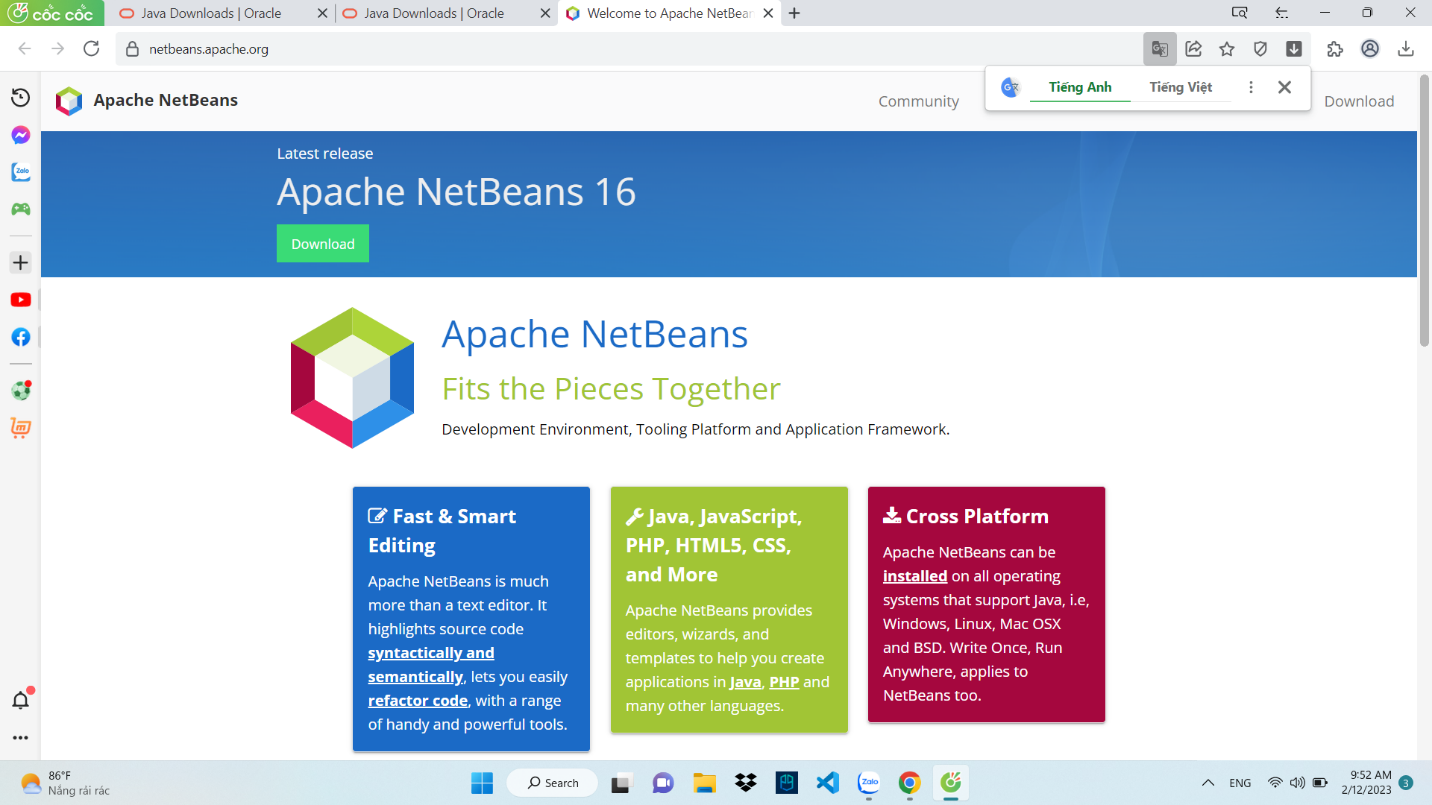 cốc cốc
Java Downloads | Oracle
Java Downloads | Oracle
Welcome to Apache NetBean
netbeans.apache.org
Tiếng Anh
Tiếng Việt
Apache NetBeans
Community
Download
Latest release
Apache NetBeans 16
Download
Apache NetBeans
Fits the Pieces Together
Development Environment, Tooling Platform and Application Framework.
Fast & Smart
Editing
Apache NetBeans is much
more than a text editor. It
highlights source code
syntactically and
semantically, lets you easily
refactor code, with a range
of handy and powerful tools.
Java, JavaScript,
PHP, HTML5, CSS,
and More
Apache NetBeans provides
editors, wizards, and
templates to help you create
applications in Java, PHP and
many other languages.
Cross Platform
Apache NetBeans can be
installed on all operating
systems that support Java, i.e,
Windows, Linux, Mac OSX
and BSD. Write Once, Run
Anywhere, applies to
NetBeans too.
Zalo
86°F
Nắng rải rác
Search
Zalo
ENG
9:52 AM
2/12/2023
3